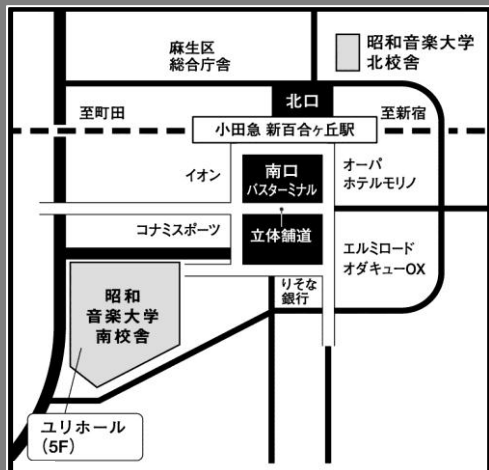 麻生区
総合庁舎
昭和音楽大学
北校舎
北口
至町田
至新宿
小田急 新百合ヶ丘駅
イオン
南口
バスターミナル
オーパ
ホテルモリノ
コナミスポーツ
立体舗道
エルミロード
オダキューOX
りそな
銀行
昭和
音楽大学
南校舎
ユリホール
(5F)